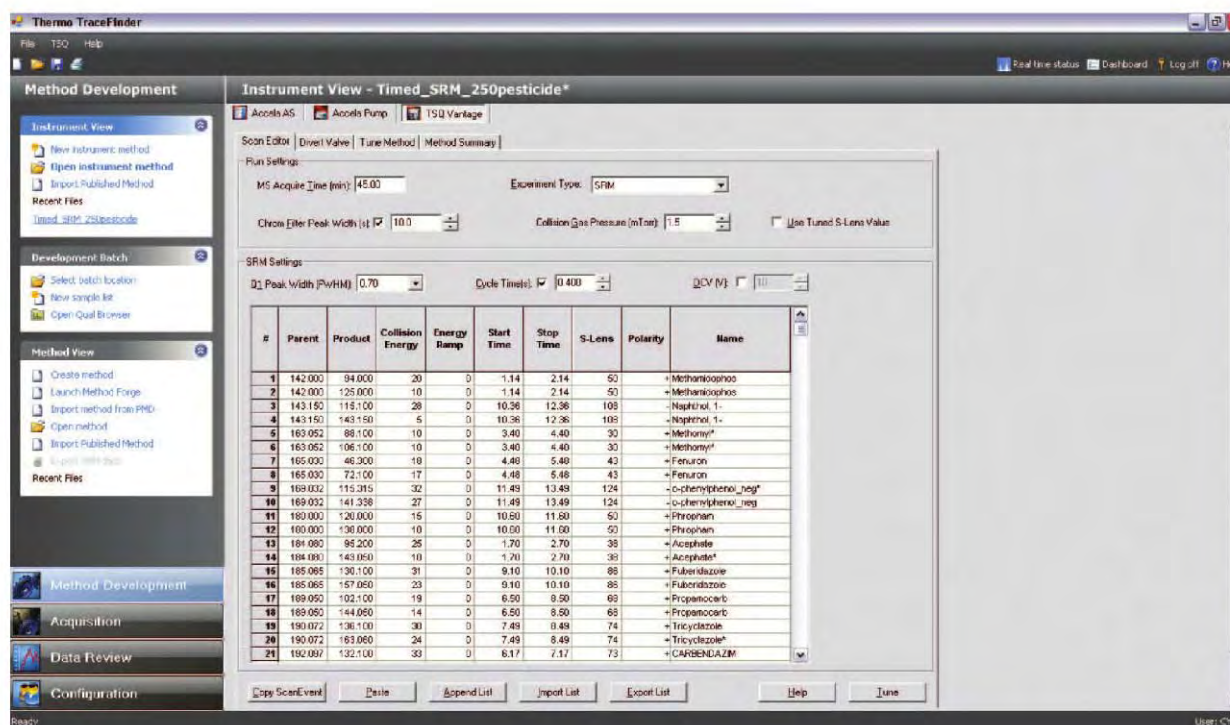 Thermo TraceFinder
File TSQ Help
Real time status Dashboard Log off
Method Development
Instrument View - Timed_SRM_250pesticide*
Instrument View
New instrument method
Open instrument method
Import Published Method
Recent Files
Timed_SRM_250pesticide
Development Batch
Select batch location
New sample list
Open Qual Browser
Method View
Create method
Launch Method Forge
Import method from PMD
Open method
Import Published Method
Recent Files
Method Development
Acquisition
Data Review
Configuration
Accela AS Accela Pump TSQ Vantage
Scan Editor Divert Valve Tune Method Method Summary
Run Settings
MS Acquire Time (min): 45.00 Experiment Type: SRM
Chrom Filter Peak Width (s): 10.0 Collision Gas Pressure (mTorr): 1.5 Use Tuned S-Lens Value
SRM Settings
Q1 Peak Width (FWHM): 0.70 Cycle Time(s): 0.400 DCV (V): 10
# Parent Product Collision Energy Energy Ramp Start Time Stop Time S-Lens Polarity Name
1 142.000 94.000 20 0 1.14 2.14 50 + Methamidophos
2 142.000 125.000 10 0 1.14 2.14 50 + Methamidophos
3 143.150 115.100 28 0 10.36 12.36 108 - Naphthol, 1-
4 143.150 143.150 5 0 10.36 12.36 108 - Naphthol, 1-
5 163.052 88.100 10 0 3.40 4.40 30 + Methomyl*
6 163.052 106.100 10 0 3.40 4.40 30 + Methomyl*
7 165.030 46.300 18 0 4.48 5.48 43 + Fenuron
8 165.030 72.100 17 0 4.48 5.48 43 + Fenuron
9 169.032 115.315 32 0 11.49 13.49 124 - o-phenylphenol_neg*
10 169.032 141.338 27 0 11.49 13.49 124 - o-phenylphenol_neg
11 180.000 120.000 15 0 10.60 11.60 50 + Phropham
12 180.000 138.000 10 0 10.60 11.60 50 + Phropham
13 184.080 95.200 25 0 1.70 2.70 38 + Acephate
14 184.080 143.050 10 0 1.70 2.70 38 + Acephate*
15 185.065 130.100 31 0 9.10 10.10 86 + Fuberidazole
16 185.065 157.050 23 0 9.10 10.10 86 + Fuberidazole
17 189.050 102.100 19 0 6.50 8.50 68 + Propamocarb
18 189.050 144.050 14 0 6.50 8.50 68 + Propamocarb
19 190.072 136.100 30 0 7.49 8.49 74 + Tricyclazole
20 190.072 163.060 24 0 7.49 8.49 74 + Tricyclazole*
21 192.097 132.100 33 0 6.17 7.17 73 + CARBENDAZIM
Copy ScanEvent Paste Append List Import List Export List Help Tune
Ready